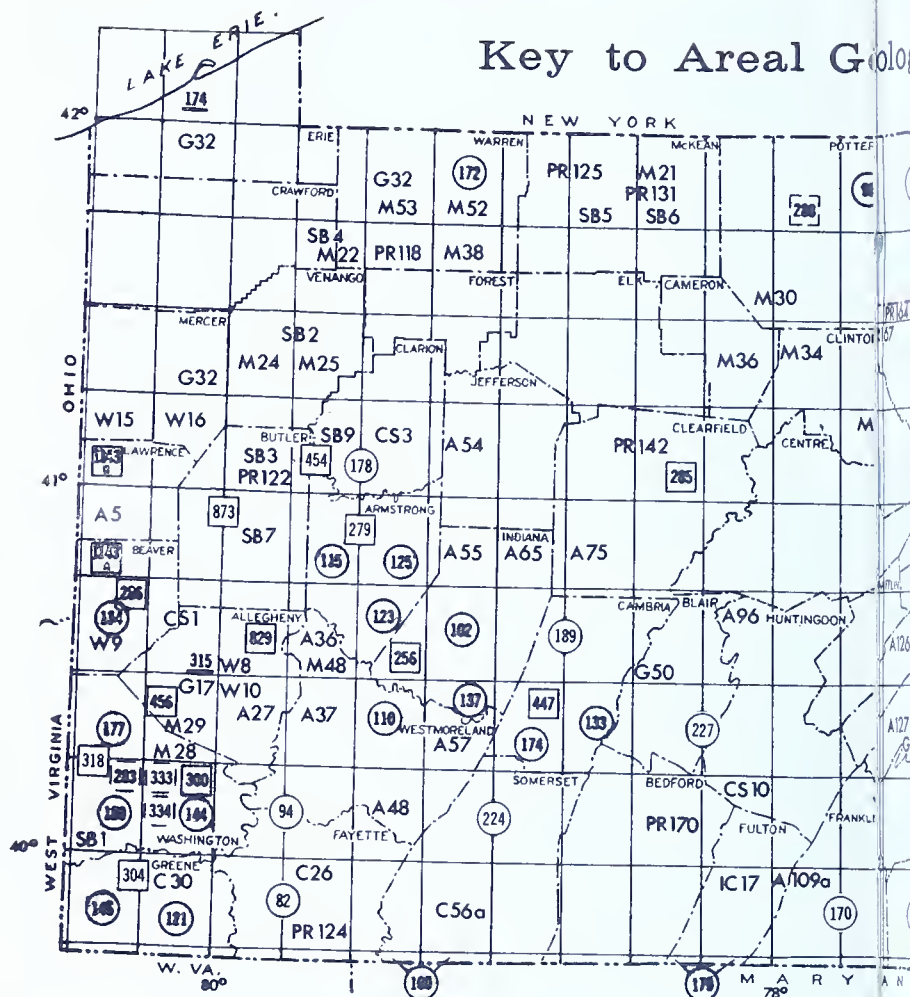 Key to Areal G
LAKE ERIE.
174
42°
NEW YORK
G32
ERIE
WARREN
McKEAN
POTTER
CRAWFORD
G32
172
PR125
M21
PR131
M53
M52
SB5
SB6
SB4
M22
PR118
M38
VENANGO
FOREST
ELK
CAMERON
M30
MERCER
SB2
CLARION
CLINTON
M24
M25
M36
M34
G32
JEFFERSON
OHIO
W15
W16
BUTLER
SB9
CS3
A54
CLEARFIELD
CENTRE
M
LAWRENCE
SB3
454
178
PR142
PR122
285
41°
A5
873
ARMSTRONG
279
SB7
INDIANA
BEAVER
115
125
A55
A65
A75
134
CS1
ALLEGHENY
123
CAMBRIA
BLAIR
A96
HUNTINGDON
W9
829
A36
102
189
A126
315
W8
M48
256
G50
G17
W10
456
A27
A37
110
137
447
133
227
A127
177
M29
WESTMORELAND
A57
174
M28
318
SOMERSET
BEDFORD
333
300
CS10
334
144
94
A48
224
PR170
FRANKLI
SB1
WASHINGTON
FAYETTE
FULTON
40°
WEST VIRGINIA
GREENE
304
C30
C26
IC17
A109a
121
82
C56a
170
PR124
W. VA.
80°
MARY
78°